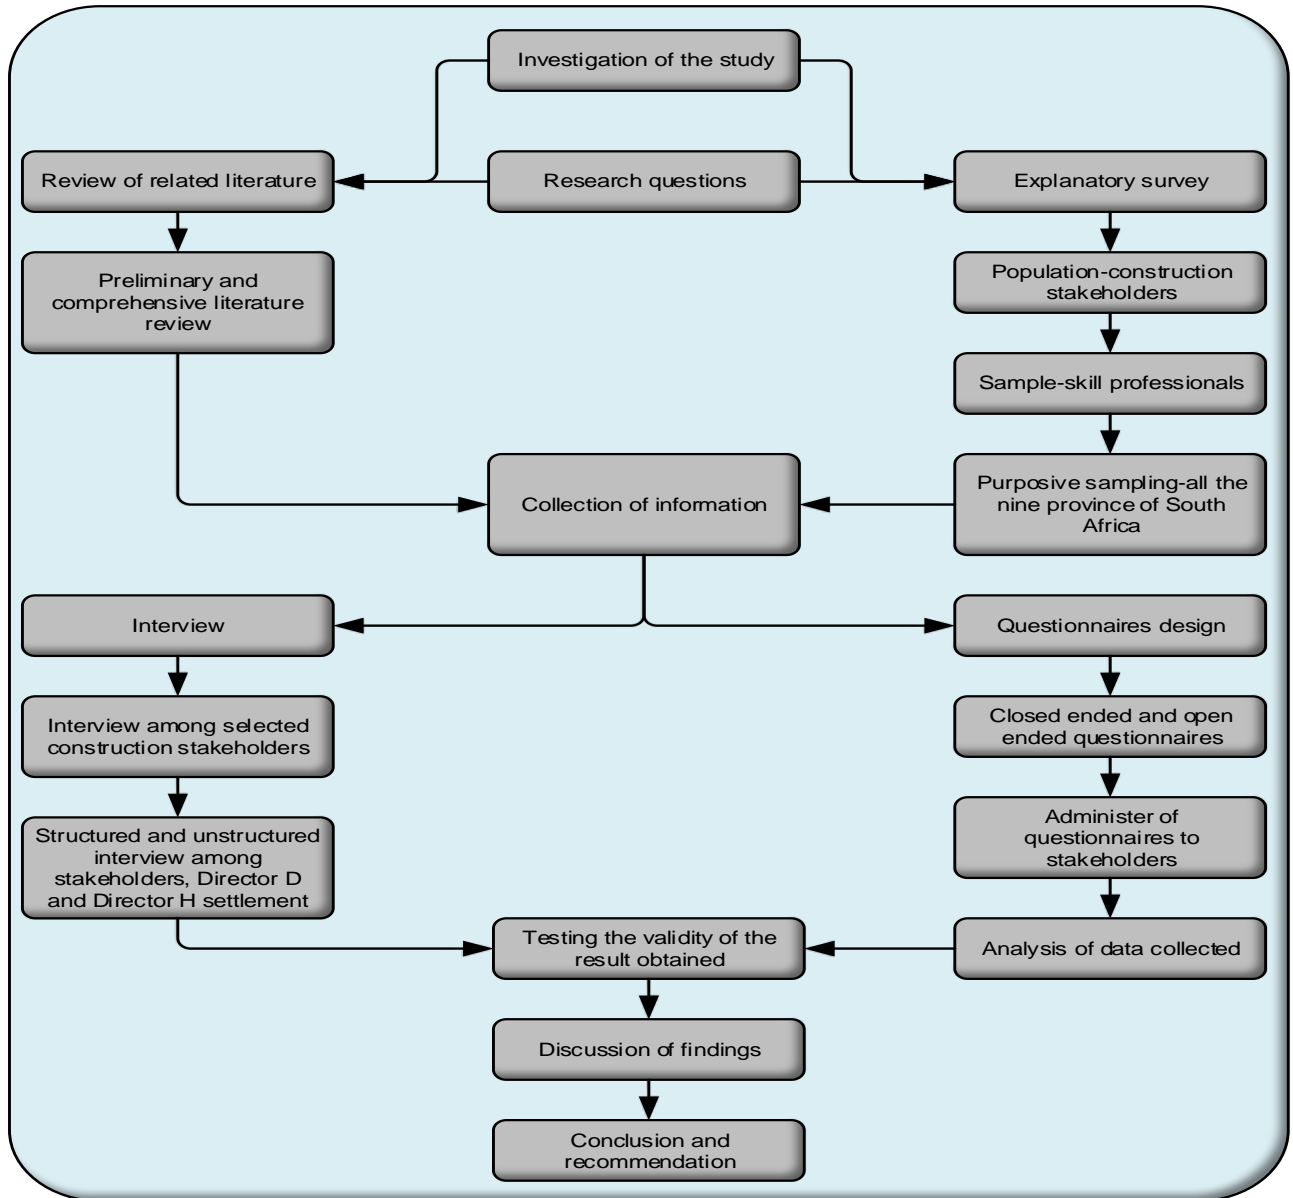 Investigation of the study
Review of related literature
Research questions
Explanatory survey
Preliminary and
comprehensive literature
review
Population-construction
stakeholders
Sample-skill professionals
Collection of information
Purposive sampling-all the
nine province of South
Africa
Interview
Questionnaires design
Interview among selected
construction stakeholders
Closed ended and open
ended questionnaires
Structured and unstructured
interview among
stakeholders, Director D
and Director H settlement
Administer of
questionnaires to
stakeholders
Testing the validity of the
result obtained
Analysis of data collected
Discussion of findings
Conclusion and
recommendation